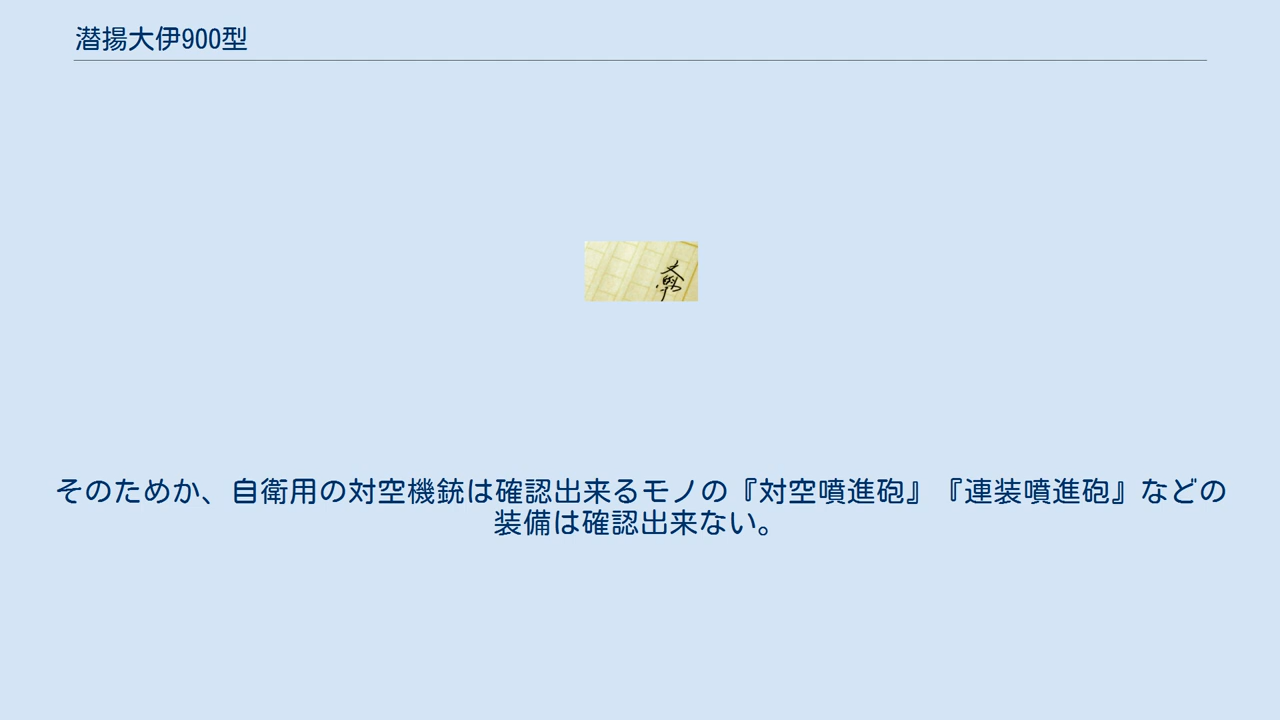 潜揚大伊900型
そのためか、自衛用の対空機銃は確認出来るモノの『対空噴進砲』『連装噴進砲』などの
装備は確認出来ない。